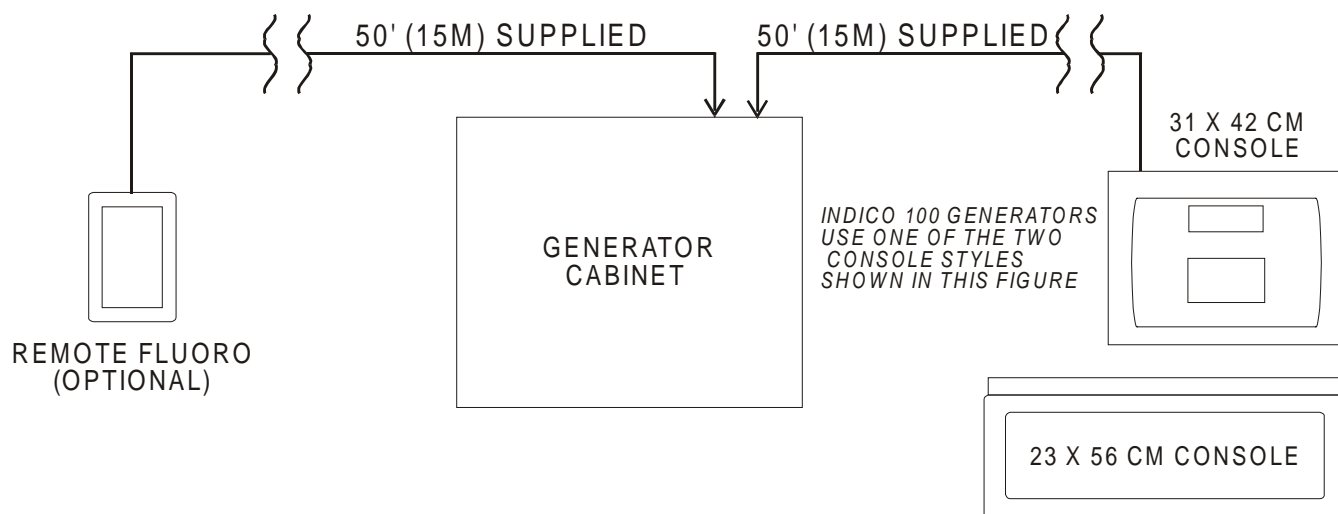 50' (15M) SUPPLIED
50' (15M) SUPPLIED
31 X 42 CM
CONSOLE
INDICO 100 GENERATORS
USE ONE OF THE TWO
CONSOLE STYLES
SHOWN IN THIS FIGURE
GENERATOR
CABINET
REMOTE FLUORO
(OPTIONAL)
23 X 56 CM CONSOLE